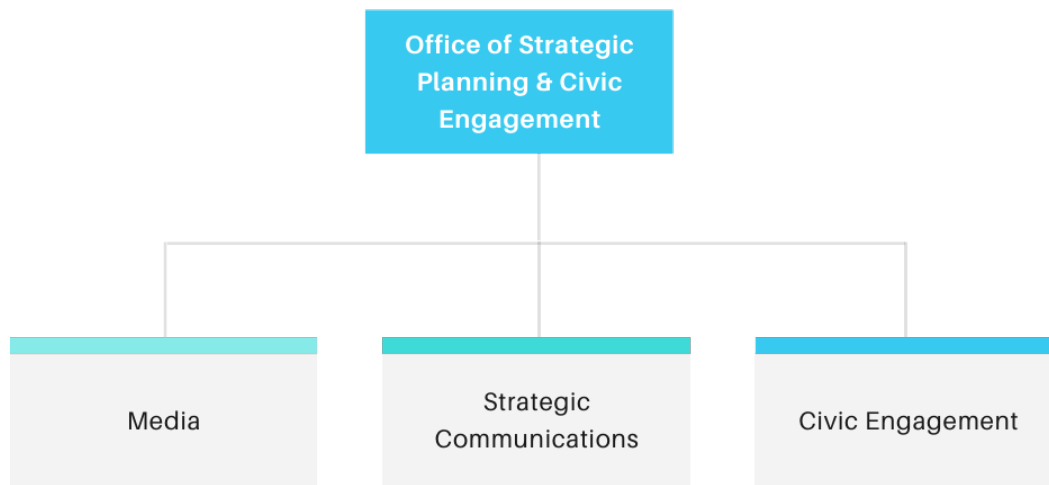 Office of Strategic
Planning & Civic
Engagement
Media
Strategic
Communications
Civic Engagement